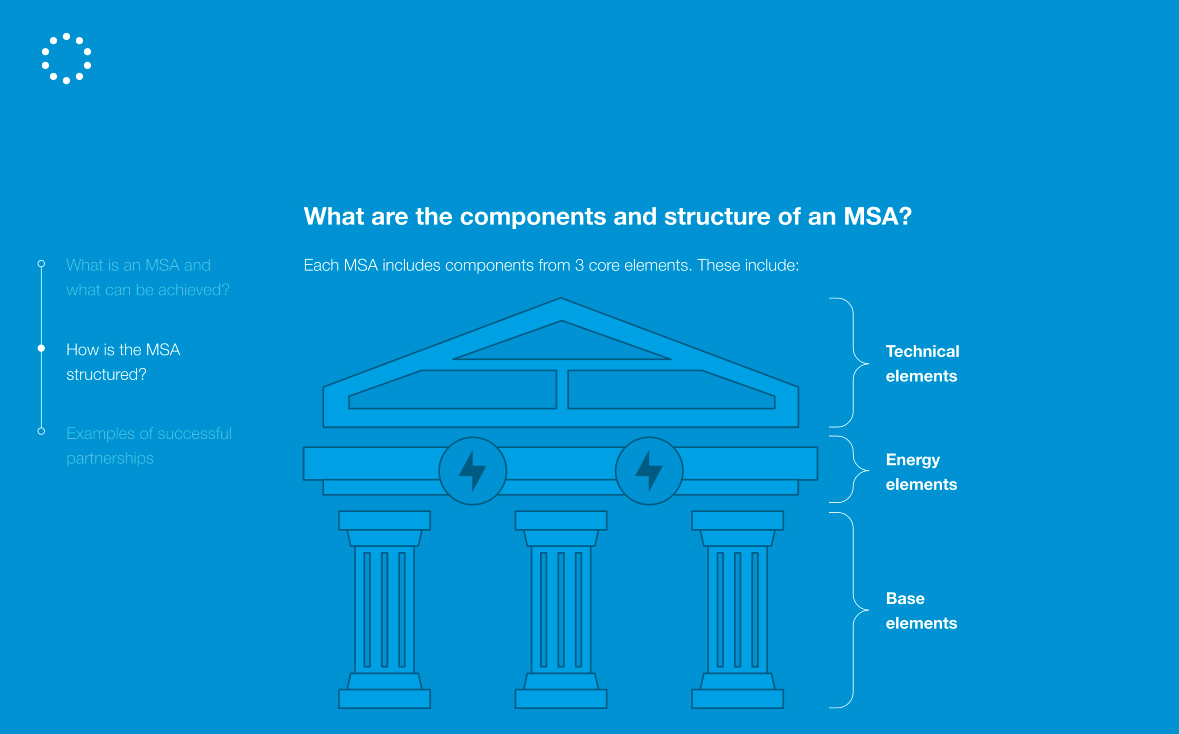 What are the components and structure of an MSA?
Each MSA includes components from 3 core elements. These include:
What is an MSA and
what can be achieved?
How is the MSA
structured?
Examples of successful
partnerships
Technical
elements
Energy
elements
Base
elements